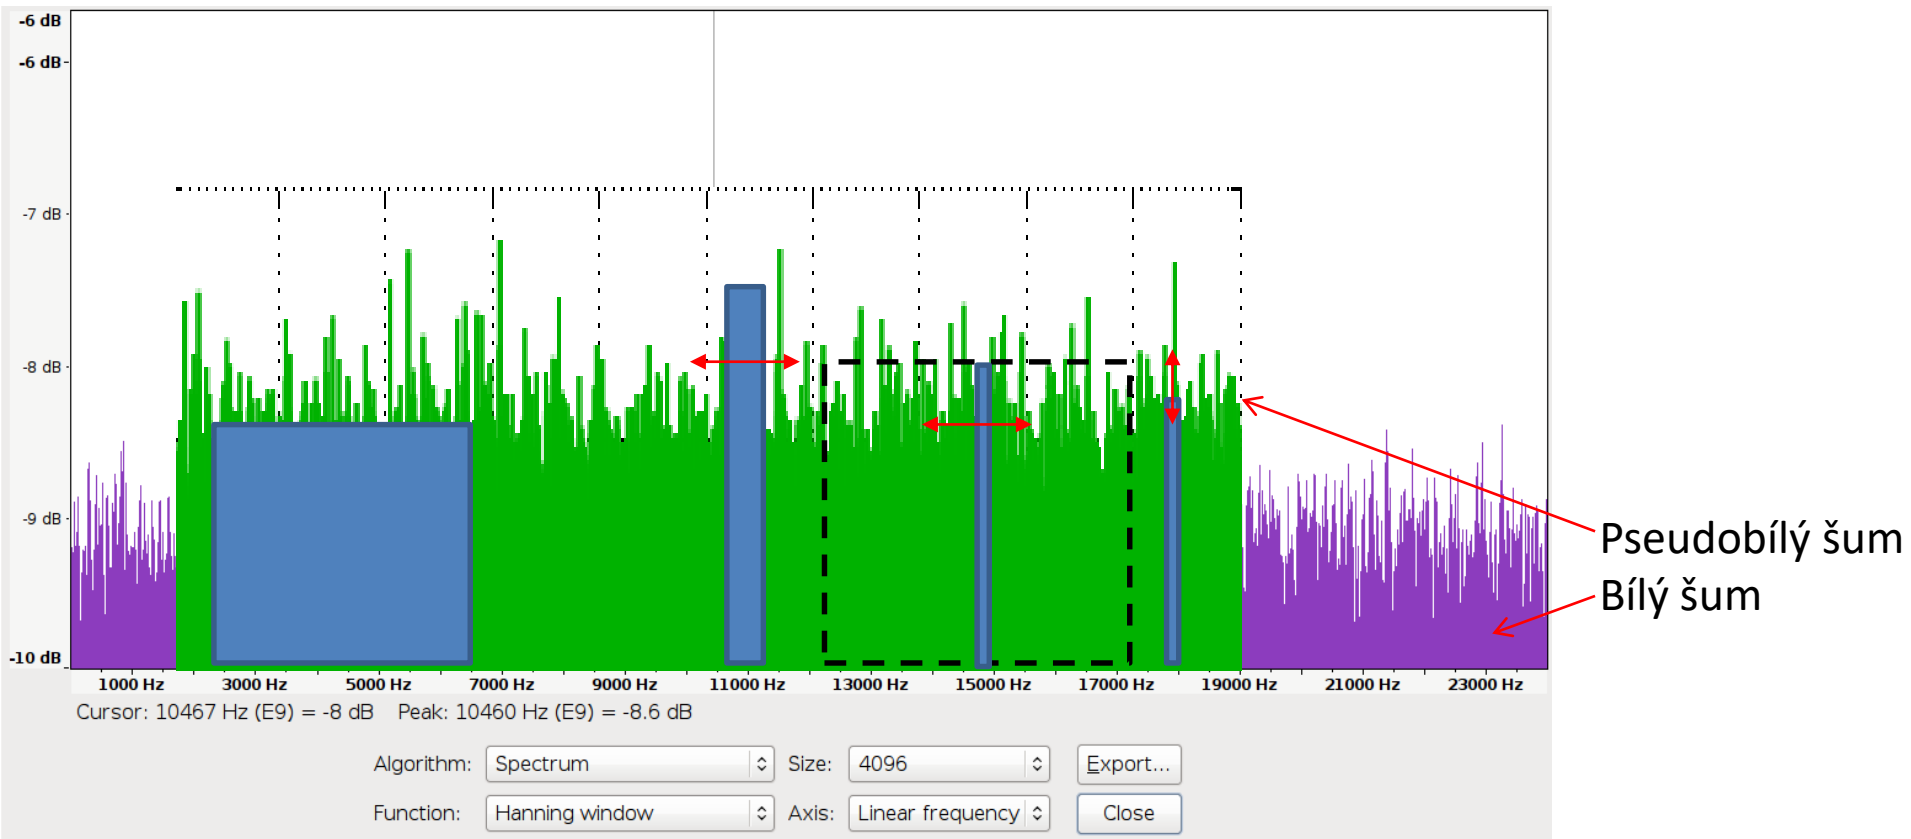 -6 dB
-6 dB
-7 dB
-8 dB
-9 dB
-10 dB
1000 Hz 3000 Hz 5000 Hz 7000 Hz 9000 Hz 11000 Hz 13000 Hz 15000 Hz 17000 Hz 19000 Hz 21000 Hz 23000 Hz
Pseudobílý šum
Bílý šum
Cursor: 10467 Hz (E9) = -8 dB Peak: 10460 Hz (E9) = -8.6 dB
Algorithm: Spectrum Size: 4096 Export...
Function: Hanning window Axis: Linear frequency Close